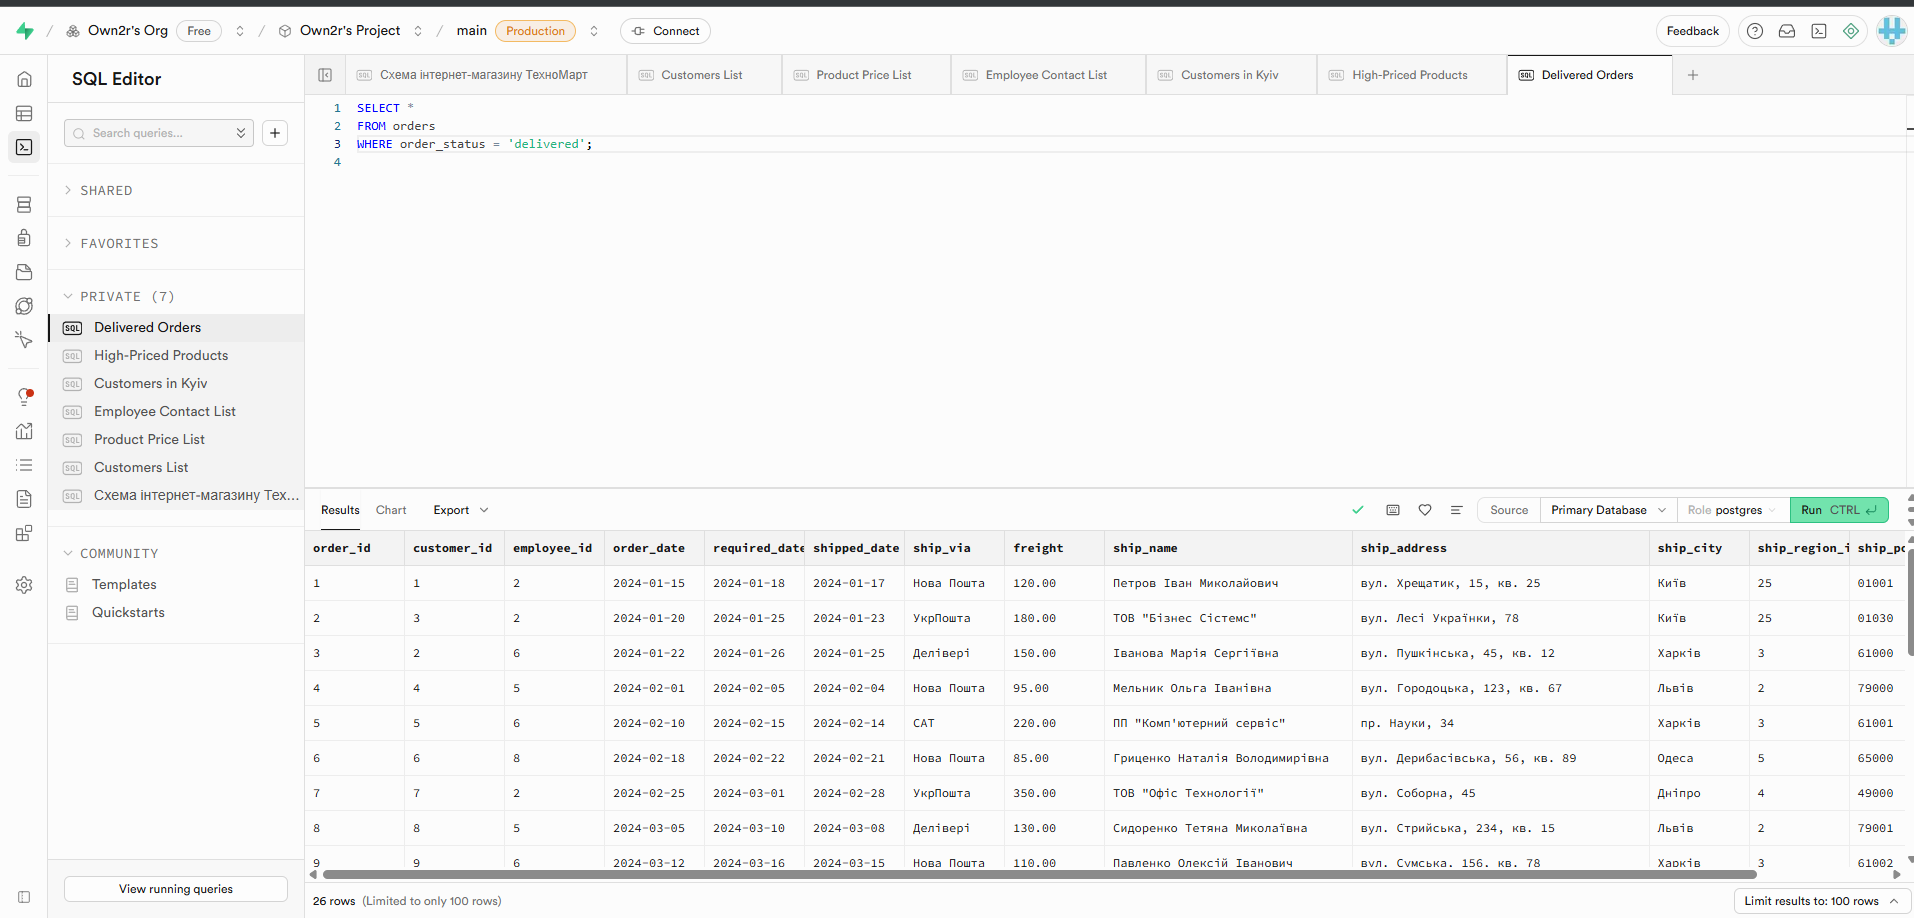 Own2r's Org Free Own2r's Project main Production Connect Feedback
SQL Editor
Схема інтернет-магазину ТехноМарт
Customers List
Product Price List
Employee Contact List
Customers in Kyiv
High-Priced Products
Delivered Orders
Search queries...
SHARED
FAVORITES
PRIVATE (7)
SQL Delivered Orders
SQL High-Priced Products
SQL Customers in Kyiv
SQL Employee Contact List
SQL Product Price List
SQL Customers List
SQL Схема інтернет-магазину Тех...
COMMUNITY
Templates
Quickstarts
View running queries
1 SELECT *
2 FROM orders
3 WHERE order_status = 'delivered';
4
Results Chart Export Source Primary Database Role postgres Run CTRL
order_id customer_id employee_id order_date required_date shipped_date ship_via freight ship_name ship_address ship_city ship_region_i ship_po
1 1 2 2024-01-15 2024-01-18 2024-01-17 Нова Пошта 120.00 Петров Іван Миколайович вул. Хрещатик, 15, кв. 25 Київ 25 01001
2 3 2 2024-01-20 2024-01-25 2024-01-23 УкрПошта 180.00 ТОВ "Бізнес Сістемс" вул. Лесі Українки, 78 Київ 25 01030
3 2 6 2024-01-22 2024-01-26 2024-01-25 Делівері 150.00 Іванова Марія Сергіївна вул. Пушкінська, 45, кв. 12 Харків 3 61000
4 4 5 2024-02-01 2024-02-05 2024-02-04 Нова Пошта 95.00 Мельник Ольга Іванівна вул. Городоцька, 123, кв. 67 Львів 2 79000
5 5 6 2024-02-10 2024-02-15 2024-02-14 САТ 220.00 ПП "Комп'ютерний сервіс" пр. Науки, 34 Харків 3 61001
6 6 8 2024-02-18 2024-02-22 2024-02-21 Нова Пошта 85.00 Гриценко Наталія Володимирівна вул. Дерибасівська, 56, кв. 89 Одеса 5 65000
7 7 2 2024-02-25 2024-03-01 2024-02-28 УкрПошта 350.00 ТОВ "Офіс Технології" вул. Соборна, 45 Дніпро 4 49000
8 8 5 2024-03-05 2024-03-10 2024-03-08 Делівері 130.00 Сидоренко Тетяна Миколаївна вул. Стрийська, 234, кв. 15 Львів 2 79001
9 9 6 2024-03-12 2024-03-16 2024-03-15 Нова Пошта 110.00 Павленко Олексій Іванович вул. Сумська, 156, кв. 78 Харків 3 61002
26 rows (Limited to only 100 rows) Limit results to: 100 rows